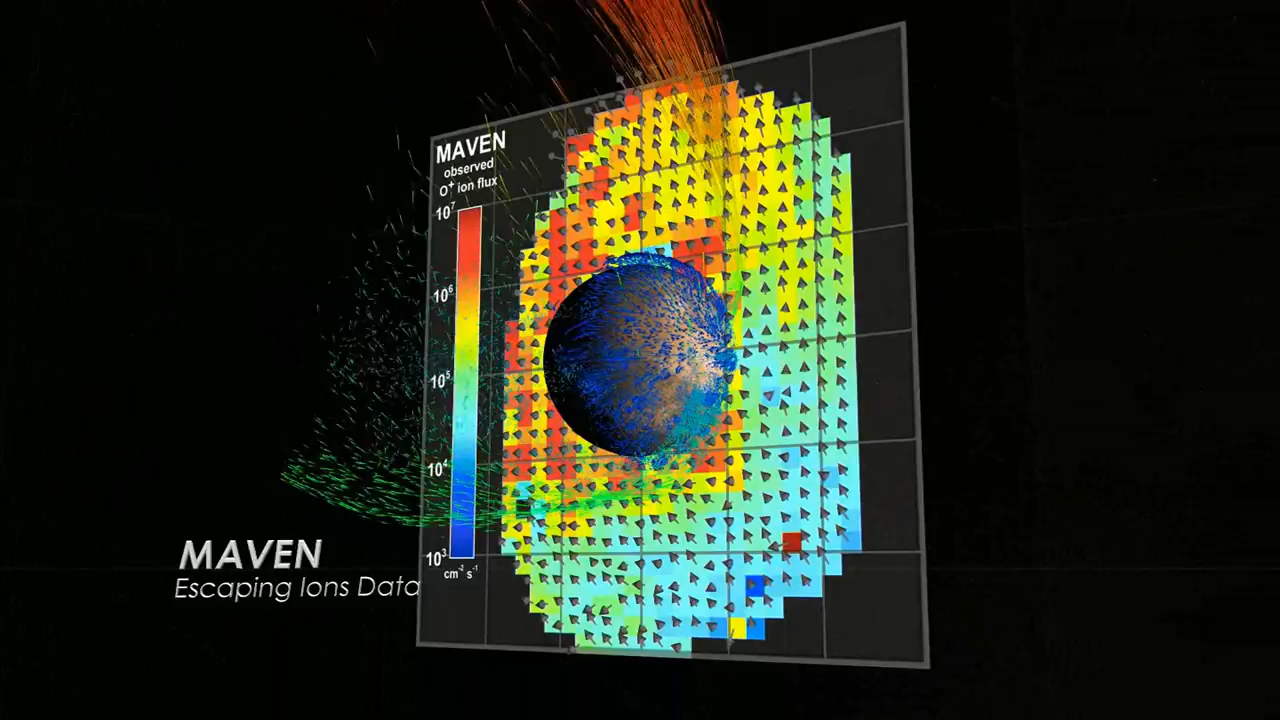 MAVEN
observed
O⁺ ion flux
10⁷
10⁶
10⁵
10⁴
10³
cm⁻² s⁻¹
MAVEN
Escaping Ions Data